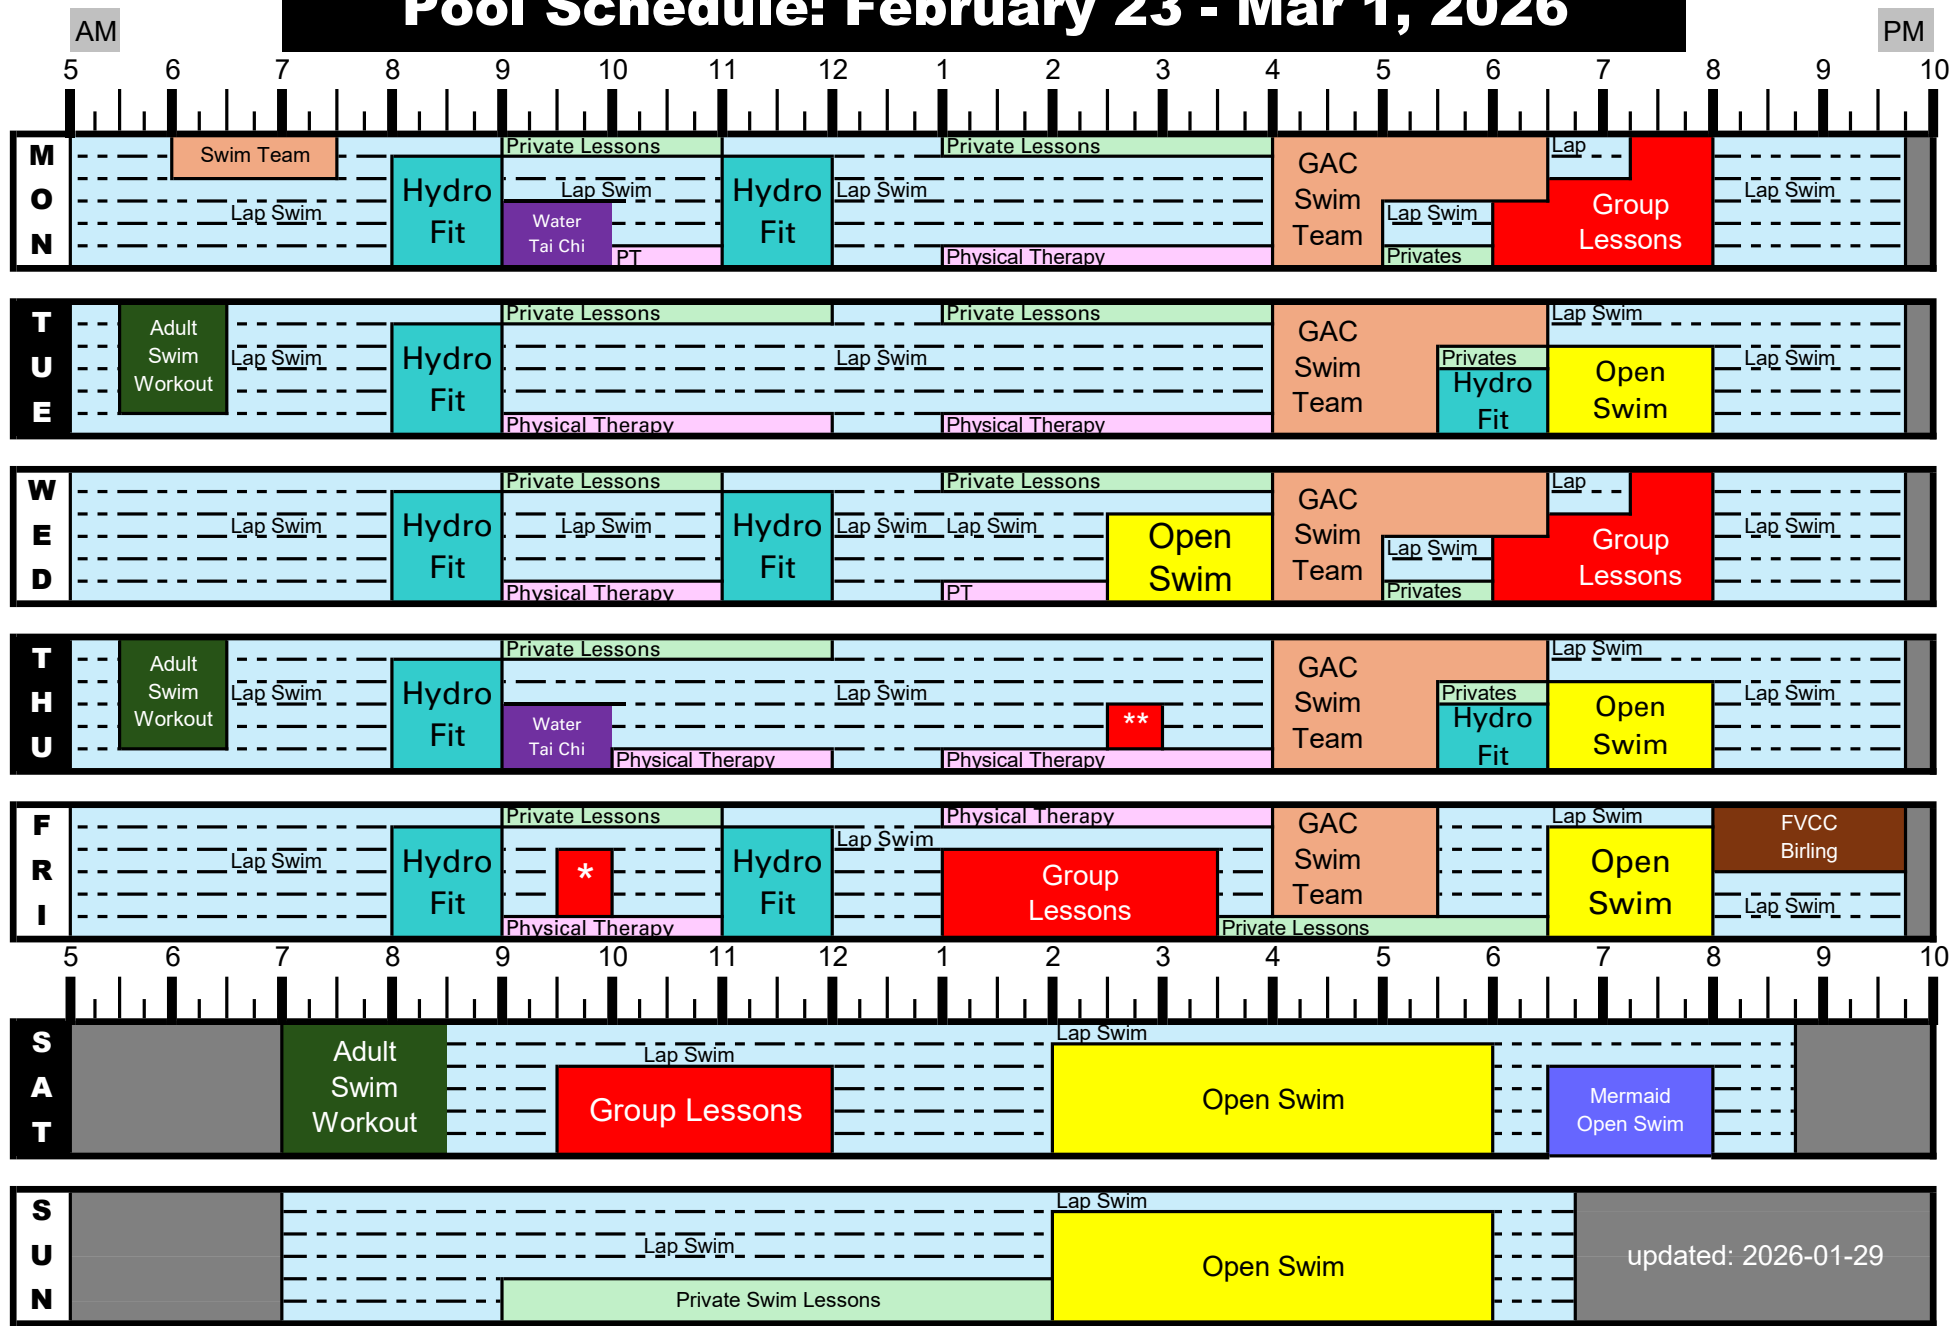 Pool Schedule: February 23 - Mar 1, 2026
AM
PM
5 6 7 8 9 10 11 12 1 2 3 4 5 6 7 8 9 10
MON
Swim Team
Lap Swim
Hydro
Fit
Private Lessons
Lap Swim
Water
Tai Chi
PT
Hydro
Fit
Lap Swim
Private Lessons
Physical Therapy
GAC
Swim
Team
Lap Swim
Privates
Lap
Group
Lessons
Lap Swim
TUE
Adult
Swim
Workout
Lap Swim
Hydro
Fit
Private Lessons
Physical Therapy
Lap Swim
Private Lessons
Physical Therapy
GAC
Swim
Team
Privates
Hydro
Fit
Lap Swim
Open
Swim
Lap Swim
WED
Lap Swim
Hydro
Fit
Private Lessons
Lap Swim
Physical Therapy
Hydro
Fit
Lap Swim
Private Lessons
Lap Swim
PT
Open
Swim
GAC
Swim
Team
Lap Swim
Privates
Lap
Group
Lessons
Lap Swim
THU
Adult
Swim
Workout
Lap Swim
Hydro
Fit
Private Lessons
Water
Tai Chi
Physical Therapy
Lap Swim
Physical Therapy
**
GAC
Swim
Team
Privates
Hydro
Fit
Lap Swim
Open
Swim
Lap Swim
FRI
Lap Swim
Hydro
Fit
Private Lessons
*
Physical Therapy
Hydro
Fit
Lap Swim
Physical Therapy
Group
Lessons
Private Lessons
GAC
Swim
Team
Lap Swim
Open
Swim
FVCC
Birling
Lap Swim
5 6 7 8 9 10 11 12 1 2 3 4 5 6 7 8 9 10
SAT
Adult
Swim
Workout
Lap Swim
Group Lessons
Lap Swim
Open Swim
Mermaid
Open Swim
SUN
Lap Swim
Private Swim Lessons
Lap Swim
Open Swim
updated: 2026-01-29